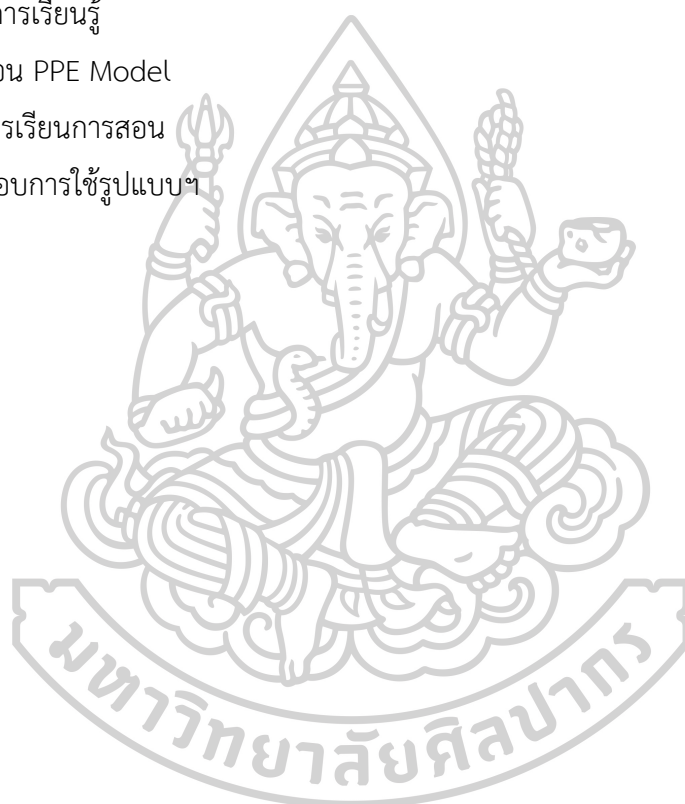 การเรียนรู้
อน PPE Model
รเรียนการสอน
อบการใช้รูปแบบฯ
มหาวิทยาลัยศิลปากร